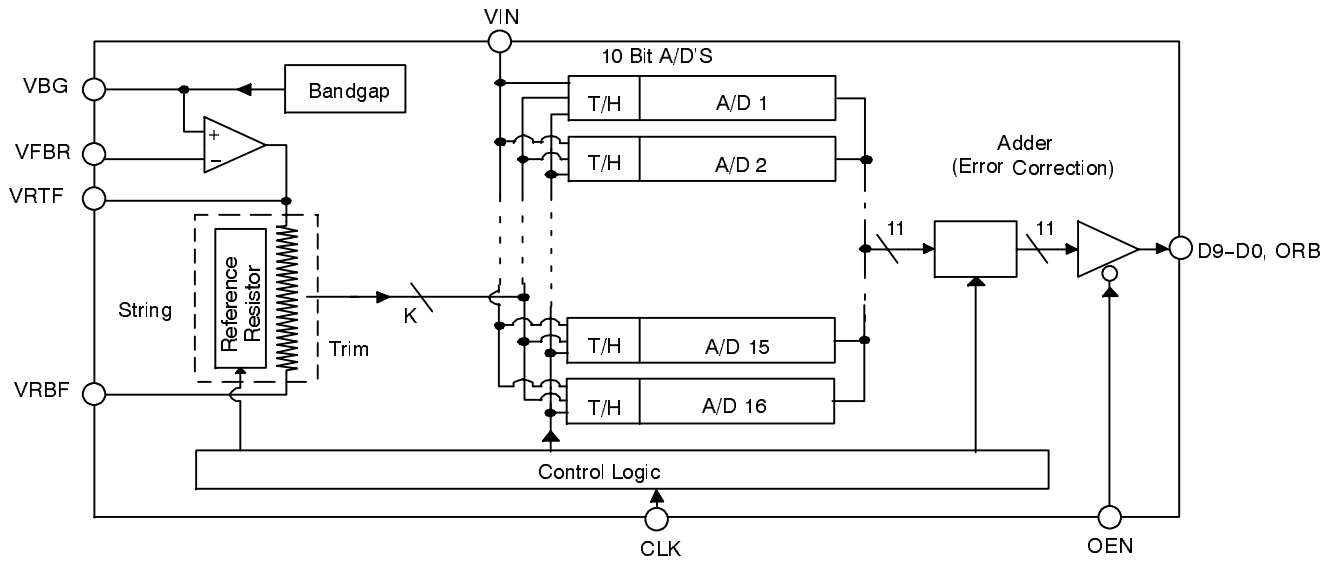 VIN
10 Bit A/D'S
VBG
Bandgap
T/H
A/D 1
+
−
VFBR
T/H
A/D 2
Adder
(Error Correction)
VRTF
11
11
D9−D0, ORB
String
Reference
Resistor
K
Trim
T/H
A/D 15
VRBF
T/H
A/D 16
Control Logic
CLK
OEN